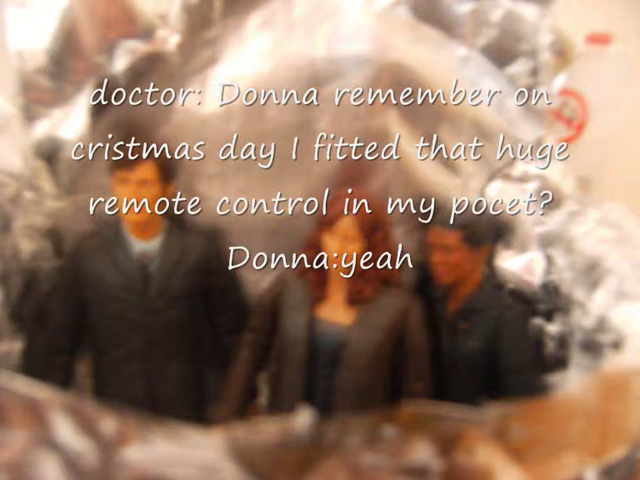 doctor: Donna remember on
cristmas day I fitted that huge
remote control in my pocet?
Donna:yeah